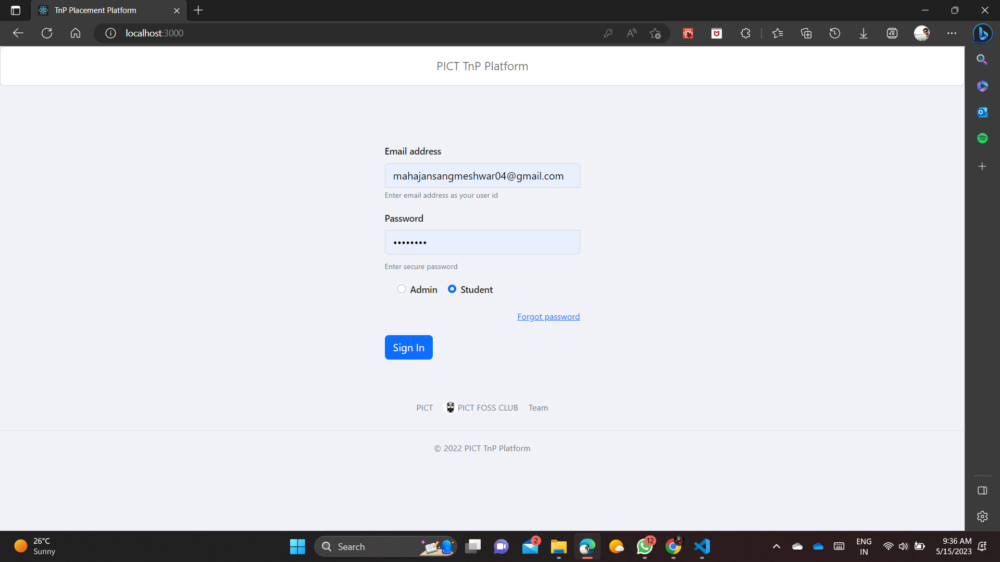 TnP Placement Platform
localhost:3000
PICT TnP Platform
Email address
mahajansangmeshwar04@gmail.com
Enter email address as your user id
Password
••••••••
Enter secure password
Admin Student
Forgot password
Sign In
PICT PICT FOSS CLUB Team
© 2022 PICT TnP Platform
26°C
Sunny
Search
2
12
ENG
IN
9:36 AM
5/15/2023